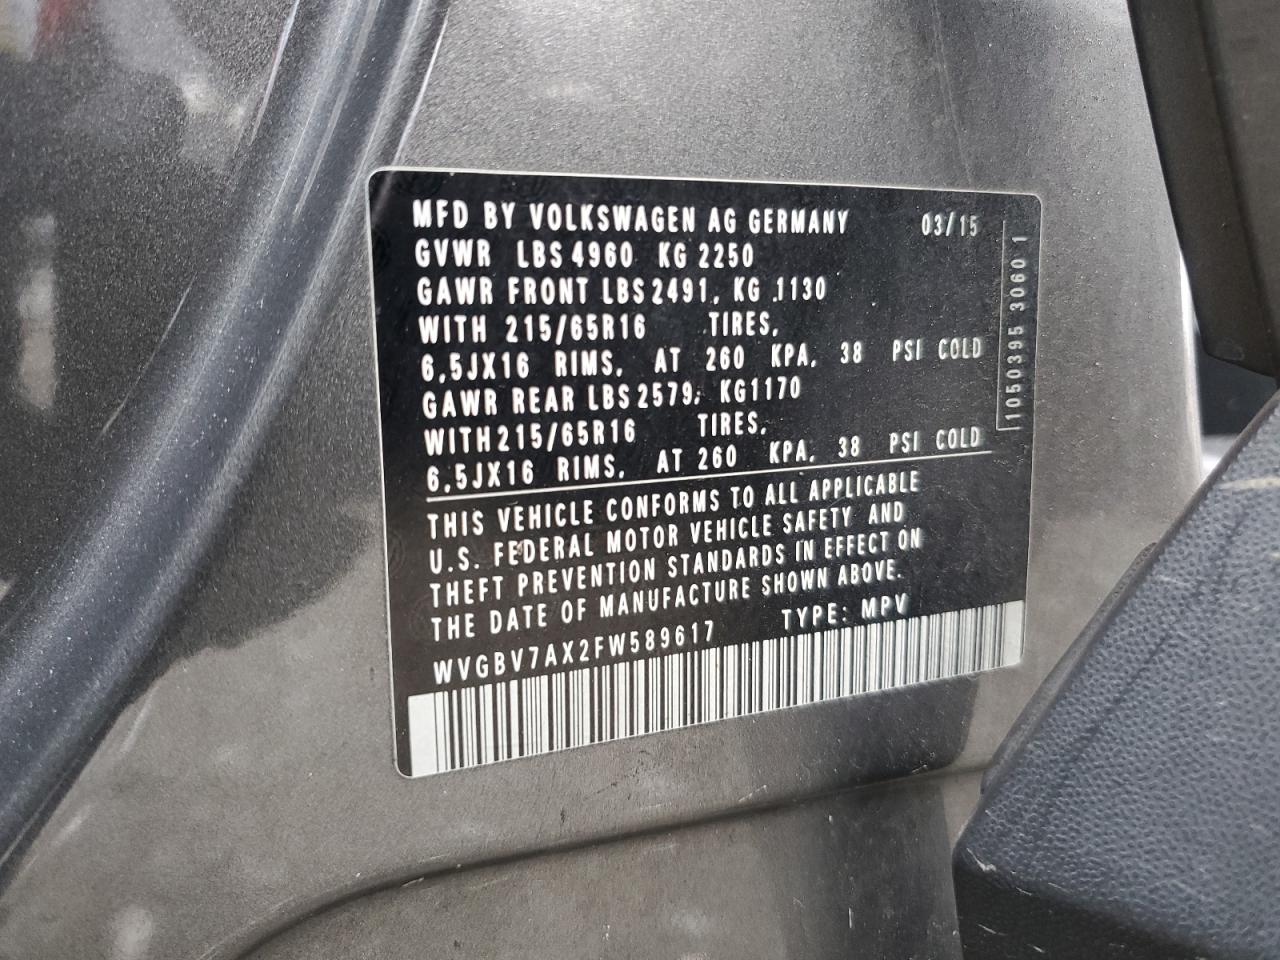 MFD BY VOLKSWAGEN AG GERMANY 03/15
GVWR LBS 4960 KG 2250
GAWR FRONT LBS 2491, KG .1130
WITH 215/65R16 TIRES,
6,5JX16 RIMS, AT 260 KPA, 38 PSI COLD
GAWR REAR LBS 2579, KG1170
WITH215/65R16 TIRES,
6,5JX16 RIMS, AT 260 KPA, 38 PSI COLD
THIS VEHICLE CONFORMS TO ALL APPLICABLE
U.S. FEDERAL MOTOR VEHICLE SAFETY AND
THEFT PREVENTION STANDARDS IN EFFECT ON
THE DATE OF MANUFACTURE SHOWN ABOVE.
WVGBV7AX2FW589617 TYPE: MPV
1050395 3060 1